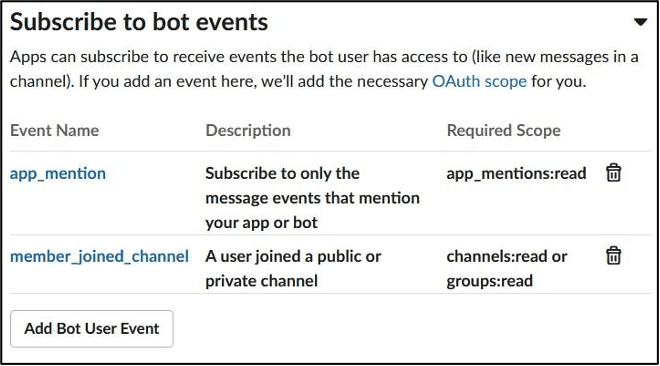 Subscribe to bot events
Apps can subscribe to receive events the bot user has access to (like new messages in a
channel). If you add an event here, we’ll add the necessary OAuth scope for you.
Event Name Description Required Scope
app_mention Subscribe to only the app_mentions:read
message events that mention
your app or bot
member_joined_channel A user joined a public or channels:read or
private channel groups:read
Add Bot User Event